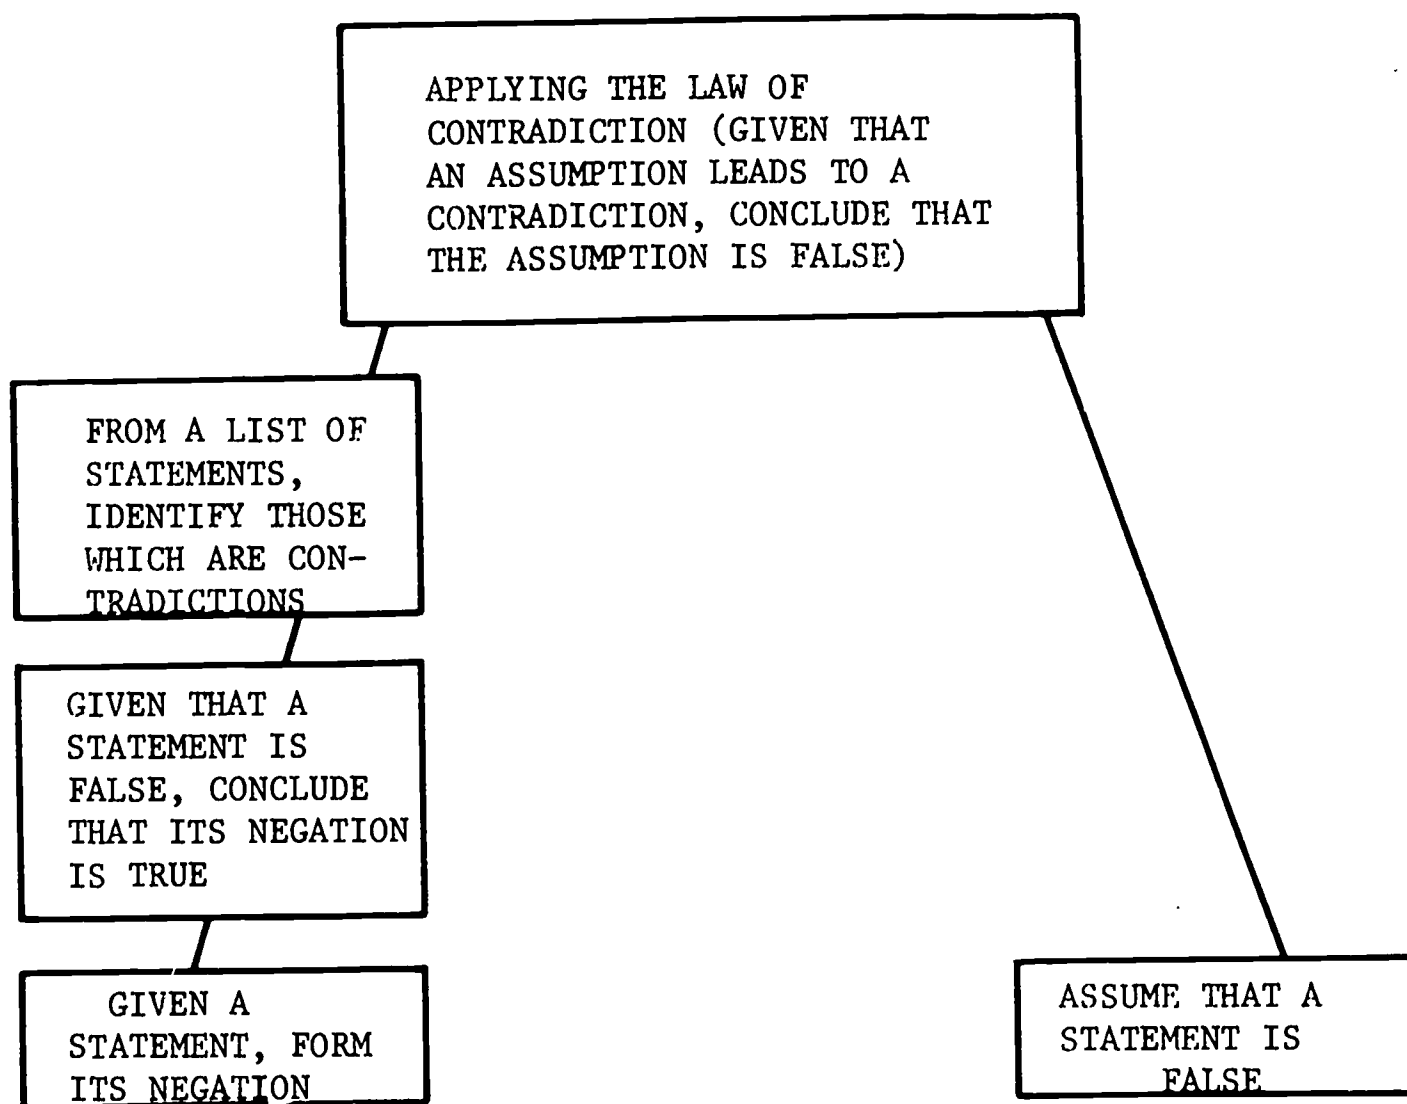 APPLYING THE LAW OF
CONTRADICTION (GIVEN THAT
AN ASSUMPTION LEADS TO A
CONTRADICTION, CONCLUDE THAT
THE ASSUMPTION IS FALSE)
FROM A LIST OF
STATEMENTS,
IDENTIFY THOSE
WHICH ARE CON-
TRADICTIONS
GIVEN THAT A
STATEMENT IS
FALSE, CONCLUDE
THAT ITS NEGATION
IS TRUE
GIVEN A
STATEMENT, FORM
ITS NEGATION
ASSUME THAT A
STATEMENT IS
FALSE